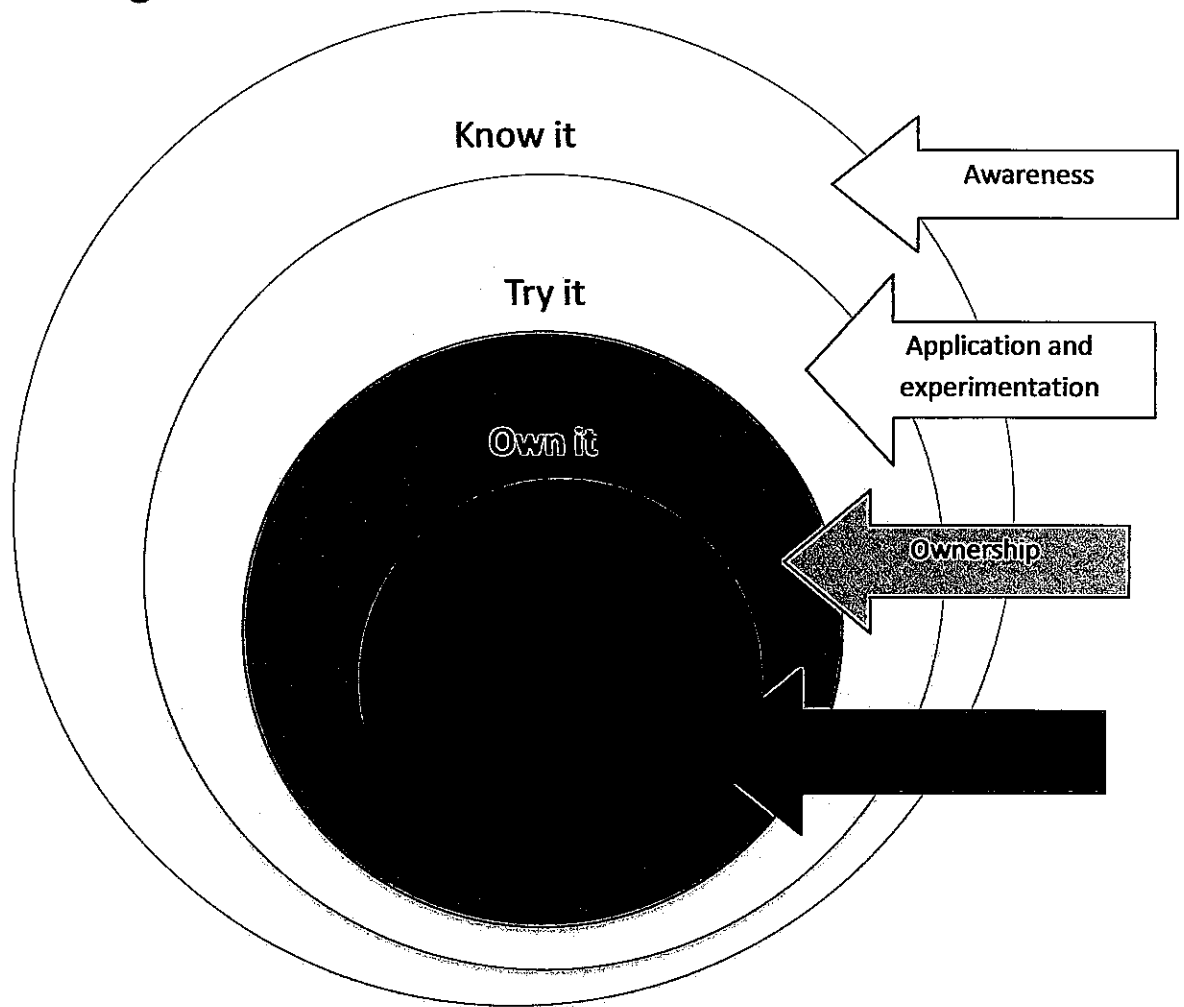 Know it
Awareness
Try it
Application and
experimentation
Own it
Ownership